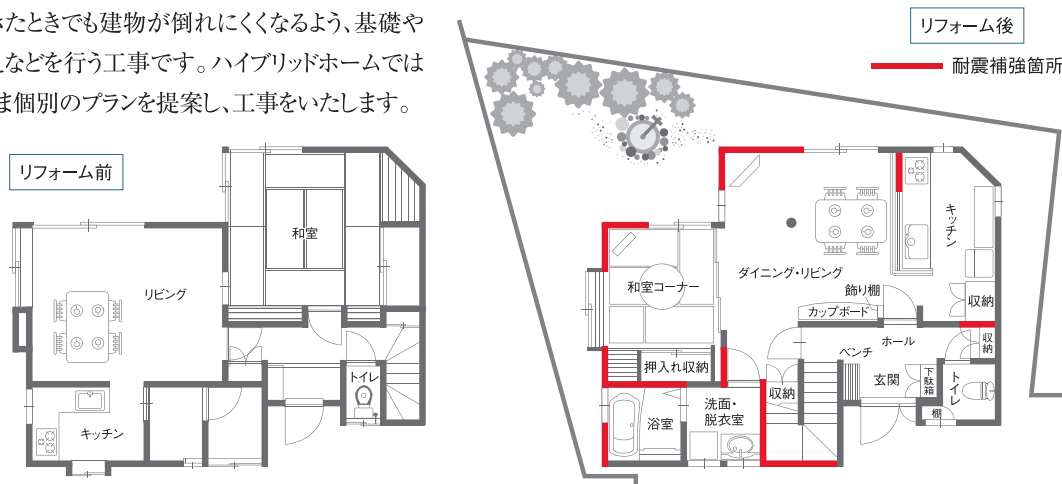 きたときでも建物が倒れにくくなるよう、基礎や
などを行う工事です。ハイブリッドホームでは
ま個別のプランを提案し、工事をいたします。
リフォーム前
和室
リビング
トイレ
キッチン
リフォーム後
耐震補強箇所
キッチン
ダイニング・リビング
和室コーナー
飾り棚
カップボード
収納
ホール
収納
ベンチ
押入れ収納
玄関
下駄箱
トイレ
収納
洗面・
脱衣室
浴室
棚